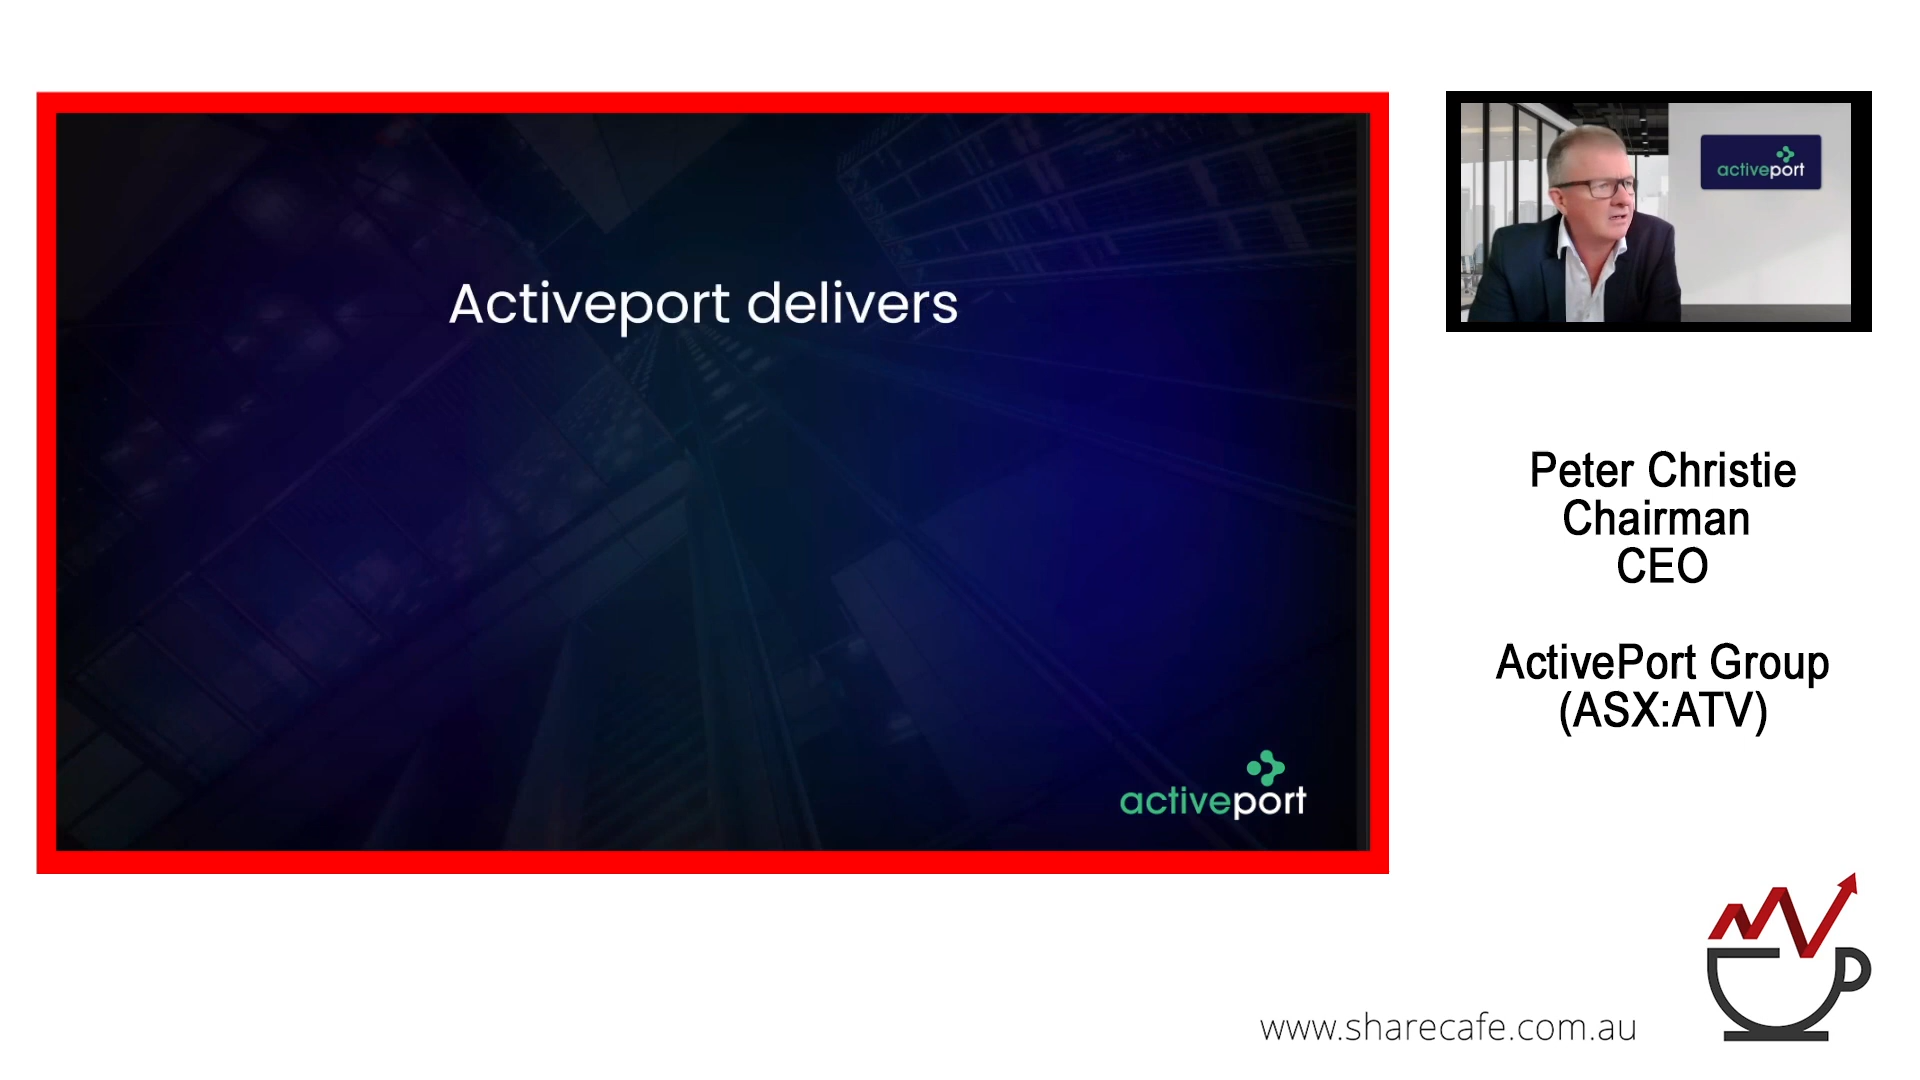 Activeport delivers
activeport
activeport
Peter Christie
Chairman
CEO
ActivePort Group
(ASX:ATV)
www.sharecafe.com.au